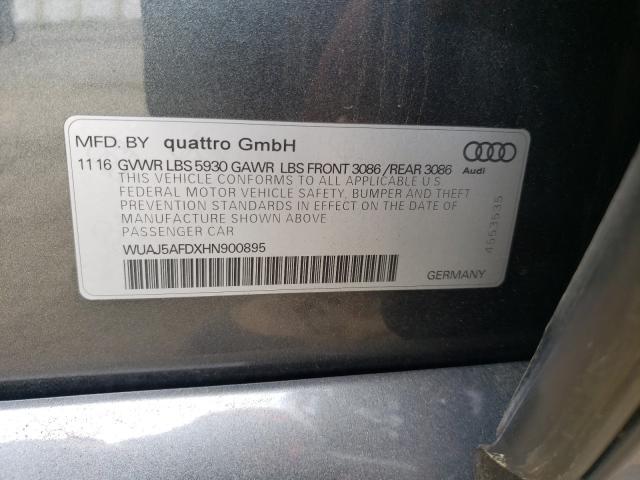 MFD. BY quattro GmbH
11 16 GVWR LBS 5930 GAWR LBS FRONT 3086 /REAR 3086
THIS VEHICLE CONFORMS TO ALL APPLICABLE U.S.
FEDERAL MOTOR VEHICLE SAFETY, BUMPER AND THEFT
PREVENTION STANDARDS IN EFFECT ON THE DATE OF
MANUFACTURE SHOWN ABOVE
PASSENGER CAR
WUAJ5AFDXHN900895
GERMANY
Audi
4553535